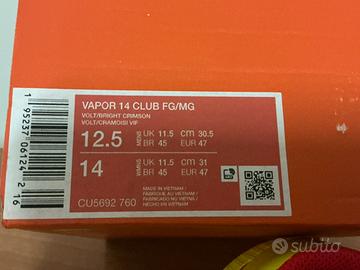 VAPOR 14 CLUB FG/MG
VOLT/BRIGHT CRIMSON
VOLT/CRAMOISI VIF
12.5 MENS UK 11.5 CM 30.5
BR 45 EUR 47
14 WMNS UK 11.5 CM 31
BR 45 EUR 47
CU5692 760
MADE IN VIETNAM /
FABRIQUÉ AU VIETNAM /
FABRICADO NO VIETNÃ /
HECHO EN VIETNAM
1 95237 06124 2 16
subito